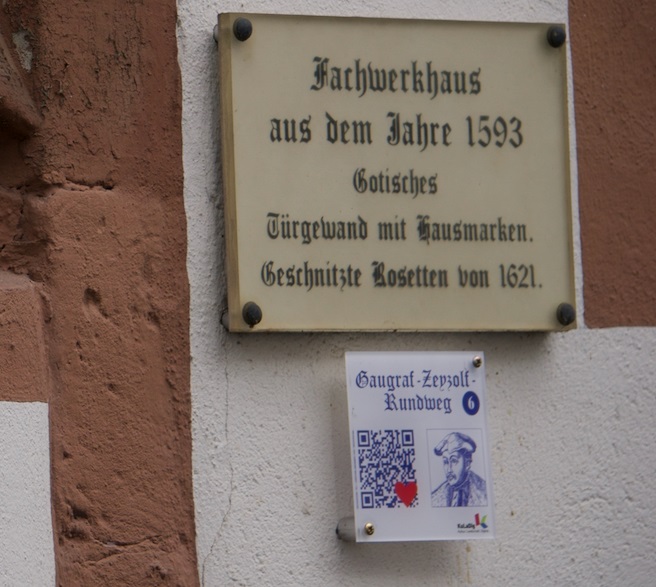 Fachwerkhaus
aus dem Jahre 1593
Gotisches
Türgewand mit Hausmarken.
Geschnitzte Rosetten von 1621.
Gaugraf-Zeyzolf-
Rundweg 6